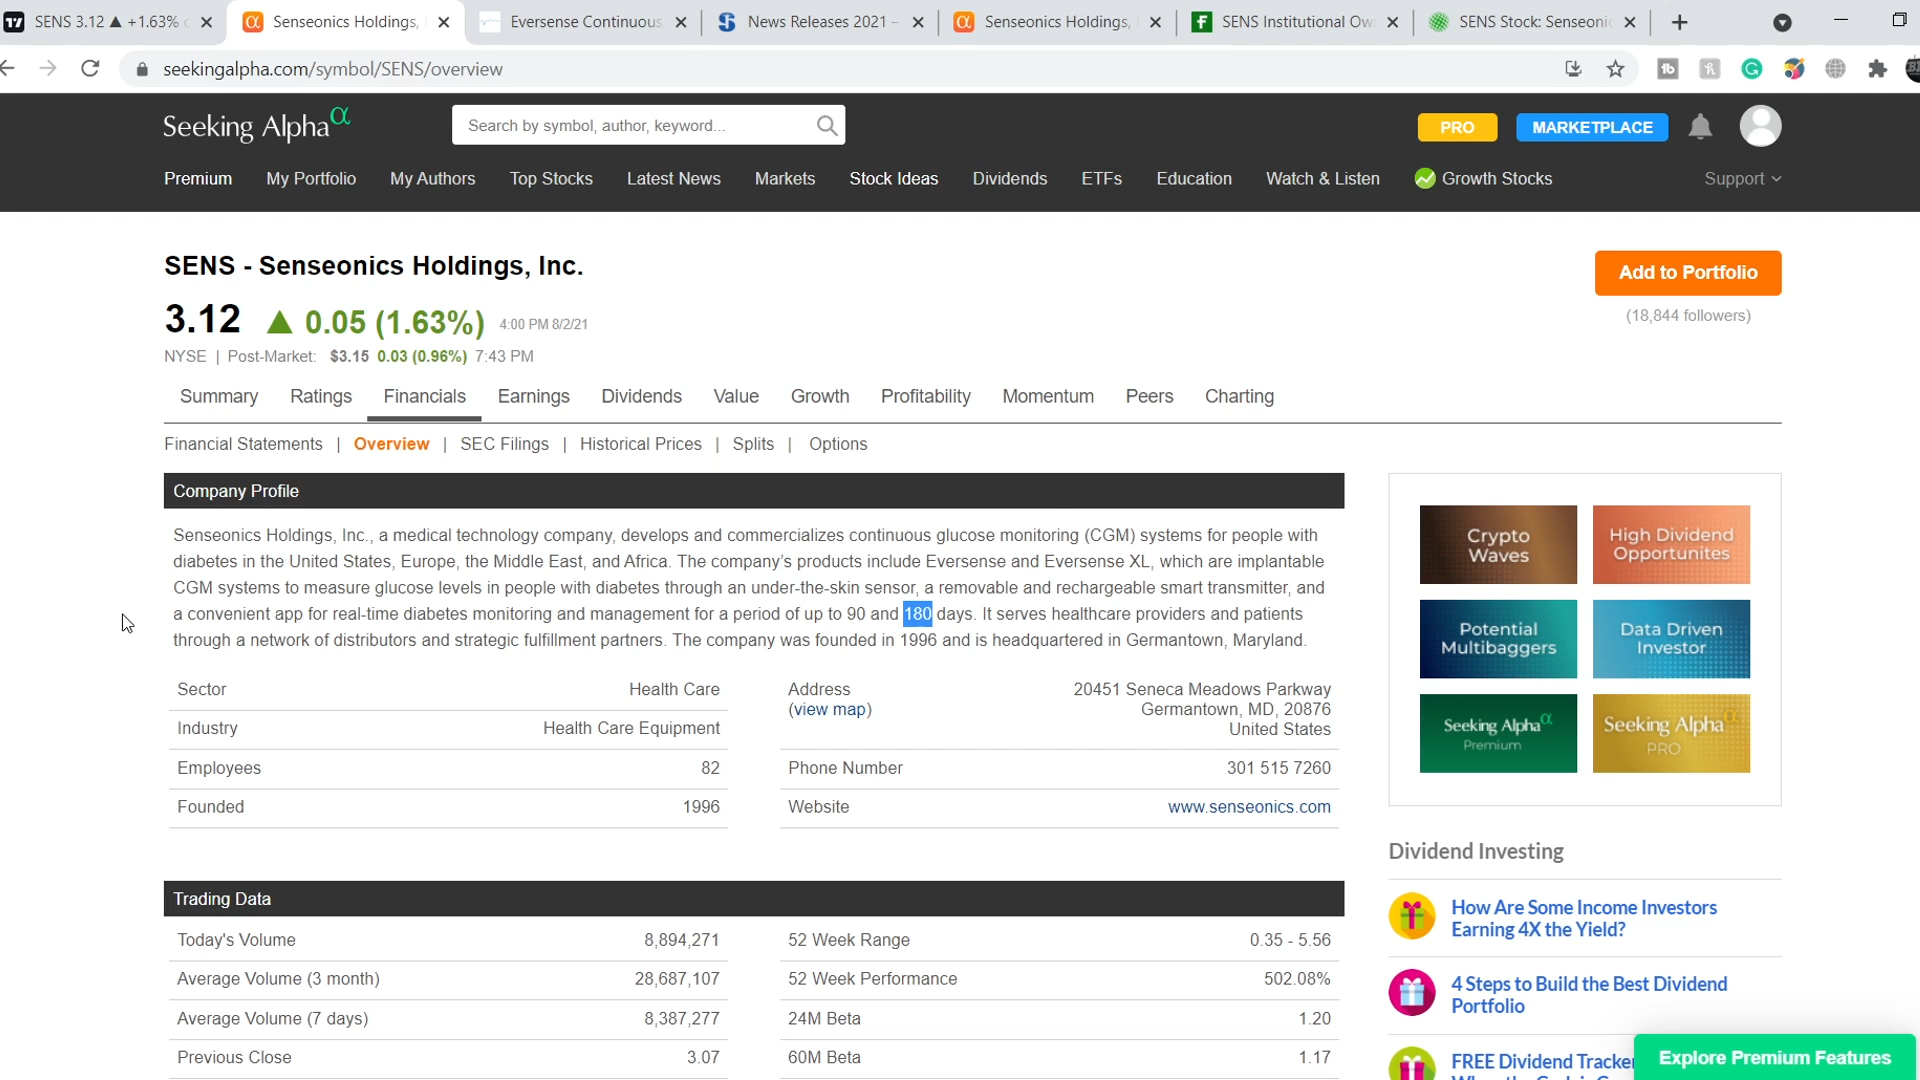 SENS 3.12 ▲ +1.63%
Senseonics Holdings,
Eversense Continuous
News Releases 2021 –
Senseonics Holdings,
SENS Institutional Ow
SENS Stock: Senseonic
seekingalpha.com/symbol/SENS/overview
Seeking Alpha α
Search by symbol, author, keyword...
PRO
MARKETPLACE
Premium
My Portfolio
My Authors
Top Stocks
Latest News
Markets
Stock Ideas
Dividends
ETFs
Education
Watch & Listen
Growth Stocks
Support
SENS - Senseonics Holdings, Inc.
Add to Portfolio
(18,844 followers)
3.12 ▲ 0.05 (1.63%) 4:00 PM 8/2/21
NYSE | Post-Market: $3.15 0.03 (0.96%) 7:43 PM
Summary
Ratings
Financials
Earnings
Dividends
Value
Growth
Profitability
Momentum
Peers
Charting
Financial Statements | Overview | SEC Filings | Historical Prices | Splits | Options
Company Profile
Senseonics Holdings, Inc., a medical technology company, develops and commercializes continuous glucose monitoring (CGM) systems for people with
diabetes in the United States, Europe, the Middle East, and Africa. The company's products include Eversense and Eversense XL, which are implantable
CGM systems to measure glucose levels in people with diabetes through an under-the-skin sensor, a removable and rechargeable smart transmitter, and
a convenient app for real-time diabetes monitoring and management for a period of up to 90 and 180 days. It serves healthcare providers and patients
through a network of distributors and strategic fulfillment partners. The company was founded in 1996 and is headquartered in Germantown, Maryland.
Sector Health Care
Industry Health Care Equipment
Employees 82
Founded 1996
Address 20451 Seneca Meadows Parkway
(view map) Germantown, MD, 20876
United States
Phone Number 301 515 7260
Website www.senseonics.com
Trading Data
Today's Volume 8,894,271
Average Volume (3 month) 28,687,107
Average Volume (7 days) 8,387,277
Previous Close 3.07
52 Week Range 0.35 - 5.56
52 Week Performance 502.08%
24M Beta 1.20
60M Beta 1.17
Crypto
Waves
High Dividend
Opportunites
Potential
Multibaggers
Data Driven
Investor
Seeking Alpha α
Premium
Seeking Alpha α
PRO
Dividend Investing
How Are Some Income Investors
Earning 4X the Yield?
4 Steps to Build the Best Dividend
Portfolio
FREE Dividend Tracker
Explore Premium Features